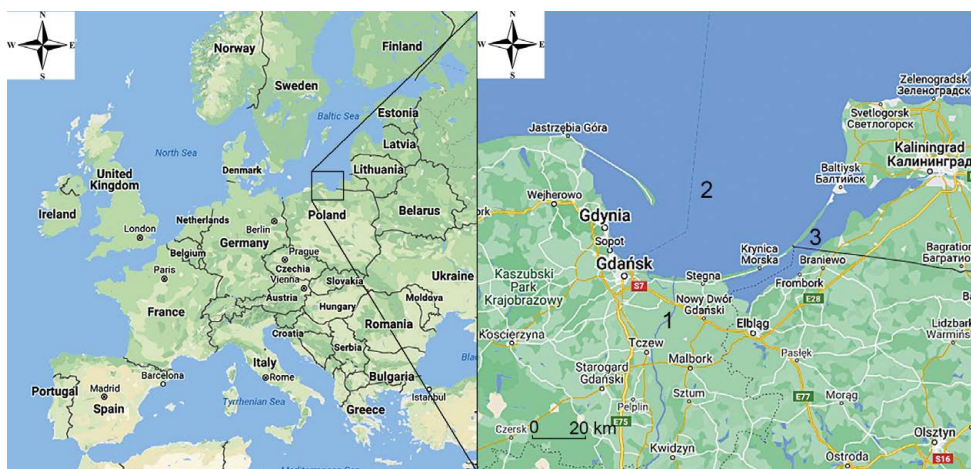 N
W
E
S
Norway
Finland
Sweden
Estonia
Baltic Sea
North Sea
Latvia
Denmark
Lithuania
United
Kingdom
Ireland
Belarus
Netherlands
Poland
London
Berlin
Germany
Belgium
Prague
Czechia
Paris
Vienna
Slovakia
Ukraine
Austria
France
Hungary
Moldova
Croatia
Romania
Serbia
Italy
Bulgaria
Barcelona
Rome
Istanbul
Portugal
Madrid
Spain
Tyrrhenian Sea
Greece
N
W
E
S
Zelenogradsk
Зеленоградск
Svetlogorsk
Светлогорск
Jastrzębia Góra
Kaliningrad
Калининград
Baltiysk
Балтийск
2
Wejherowo
ork
Gdynia
Sopot
3
Krynica
Morska
Braniewo
Bagration
Багратио
Gdańsk
Stegna
Frombork
Kaszubski
Park
Krajobrazowy
S7
E28
1
Nowy Dwór
Gdański
Elbląg
Kościerzyna
Lidzbark
Warmińs
Tczew
Pasłęk
Malbork
Starogard
Gdański
Sztum
E77
Morąg
Pelplin
Czersk
0
20 km
E75
Olsztyn
Kwidzyn
Ostróda
S16